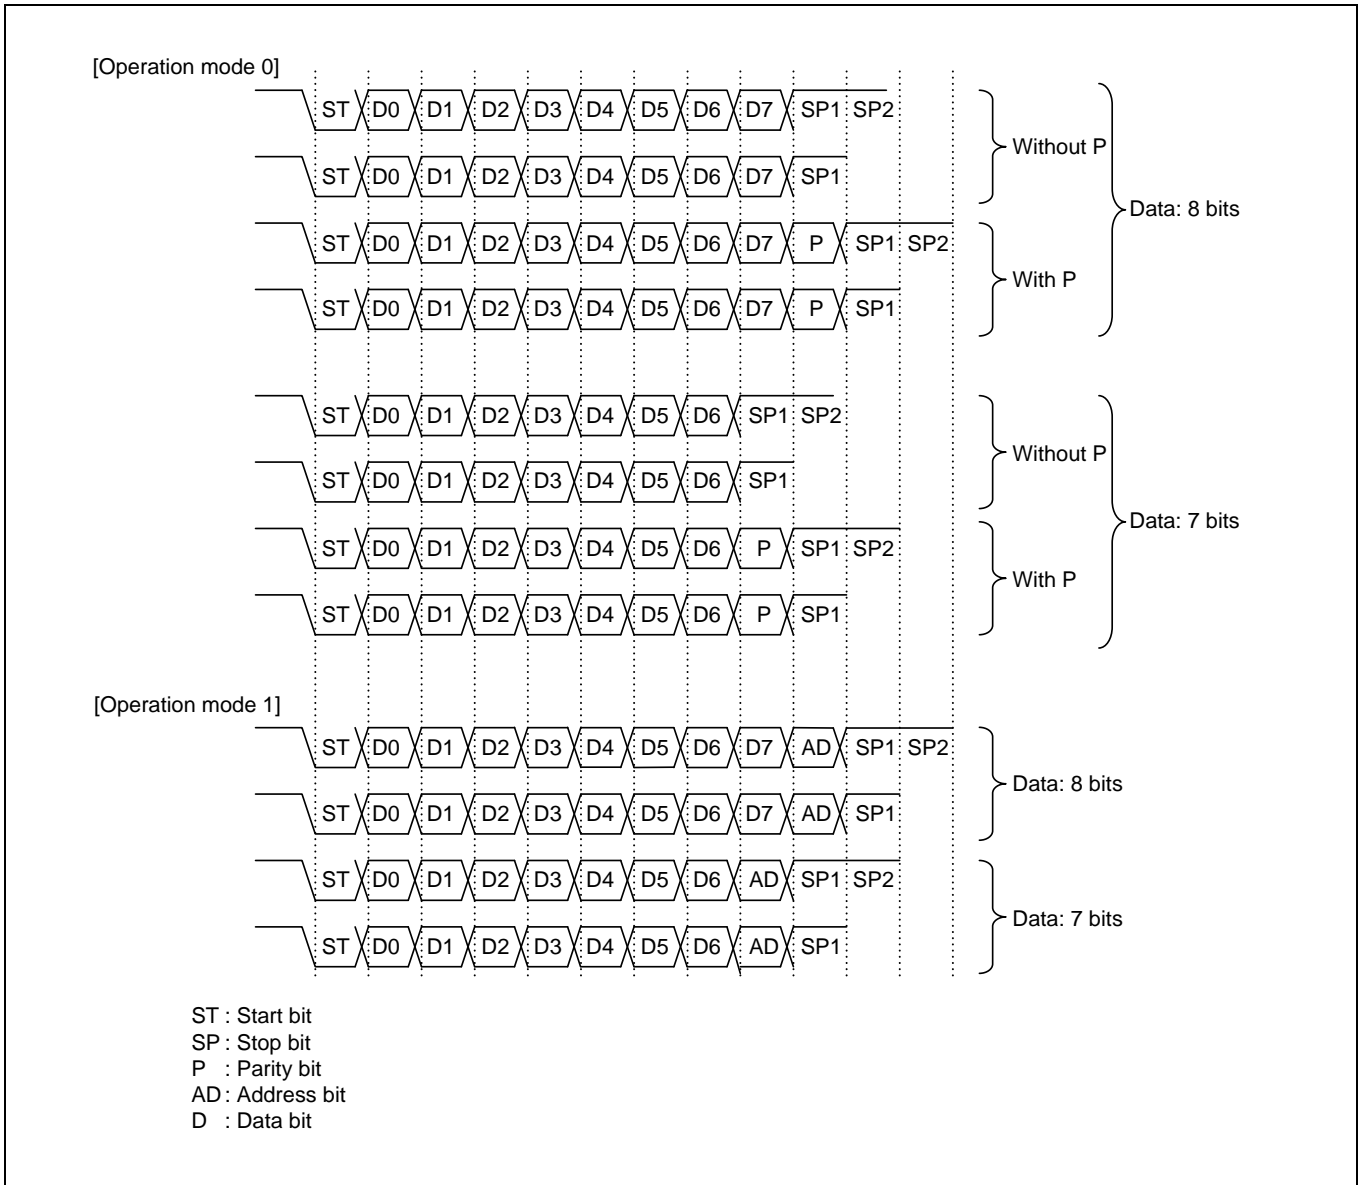 [Operation mode 0]
ST D0 D1 D2 D3 D4 D5 D6 D7 SP1 SP2
Without P
ST D0 D1 D2 D3 D4 D5 D6 D7 SP1
Data: 8 bits
ST D0 D1 D2 D3 D4 D5 D6 D7 P SP1 SP2
With P
ST D0 D1 D2 D3 D4 D5 D6 D7 P SP1
ST D0 D1 D2 D3 D4 D5 D6 SP1 SP2
Without P
ST D0 D1 D2 D3 D4 D5 D6 SP1
Data: 7 bits
ST D0 D1 D2 D3 D4 D5 D6 P SP1 SP2
With P
ST D0 D1 D2 D3 D4 D5 D6 P SP1
[Operation mode 1]
ST D0 D1 D2 D3 D4 D5 D6 D7 AD SP1 SP2
Data: 8 bits
ST D0 D1 D2 D3 D4 D5 D6 D7 AD SP1
ST D0 D1 D2 D3 D4 D5 D6 AD SP1 SP2
Data: 7 bits
ST D0 D1 D2 D3 D4 D5 D6 AD SP1
ST : Start bit
SP : Stop bit
P : Parity bit
AD : Address bit
D : Data bit